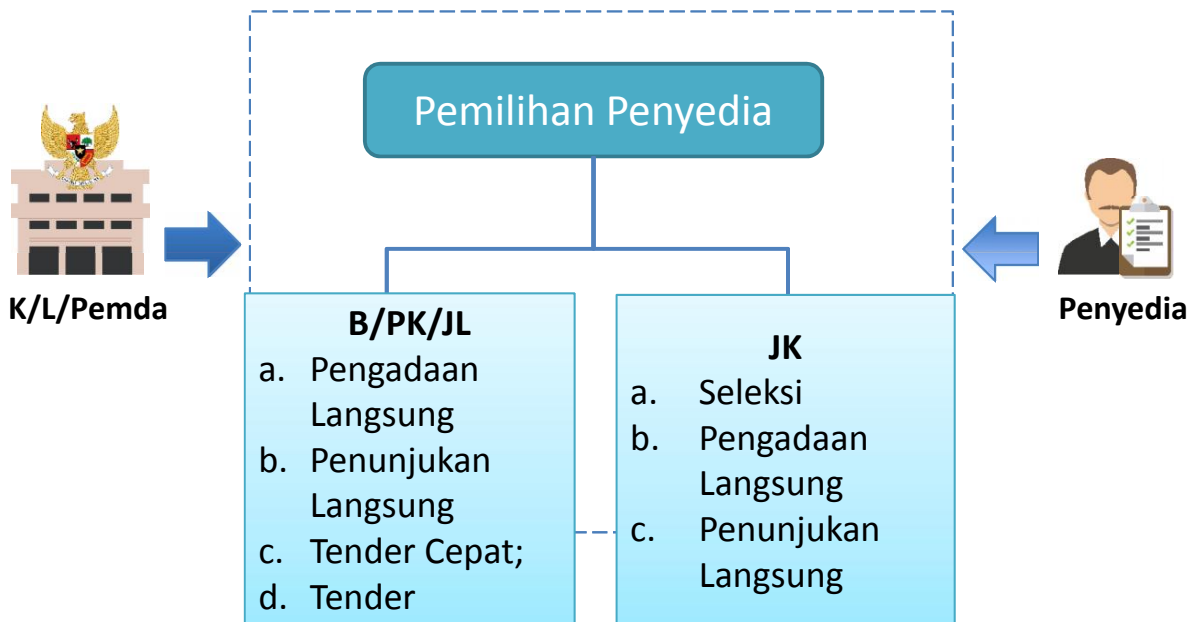 Pemilihan Penyedia
K/L/Pemda
Penyedia
B/PK/JL
a. Pengadaan
Langsung
b. Penunjukan
Langsung
c. Tender Cepat;
d. Tender
JK
a. Seleksi
b. Pengadaan
Langsung
c. Penunjukan
Langsung